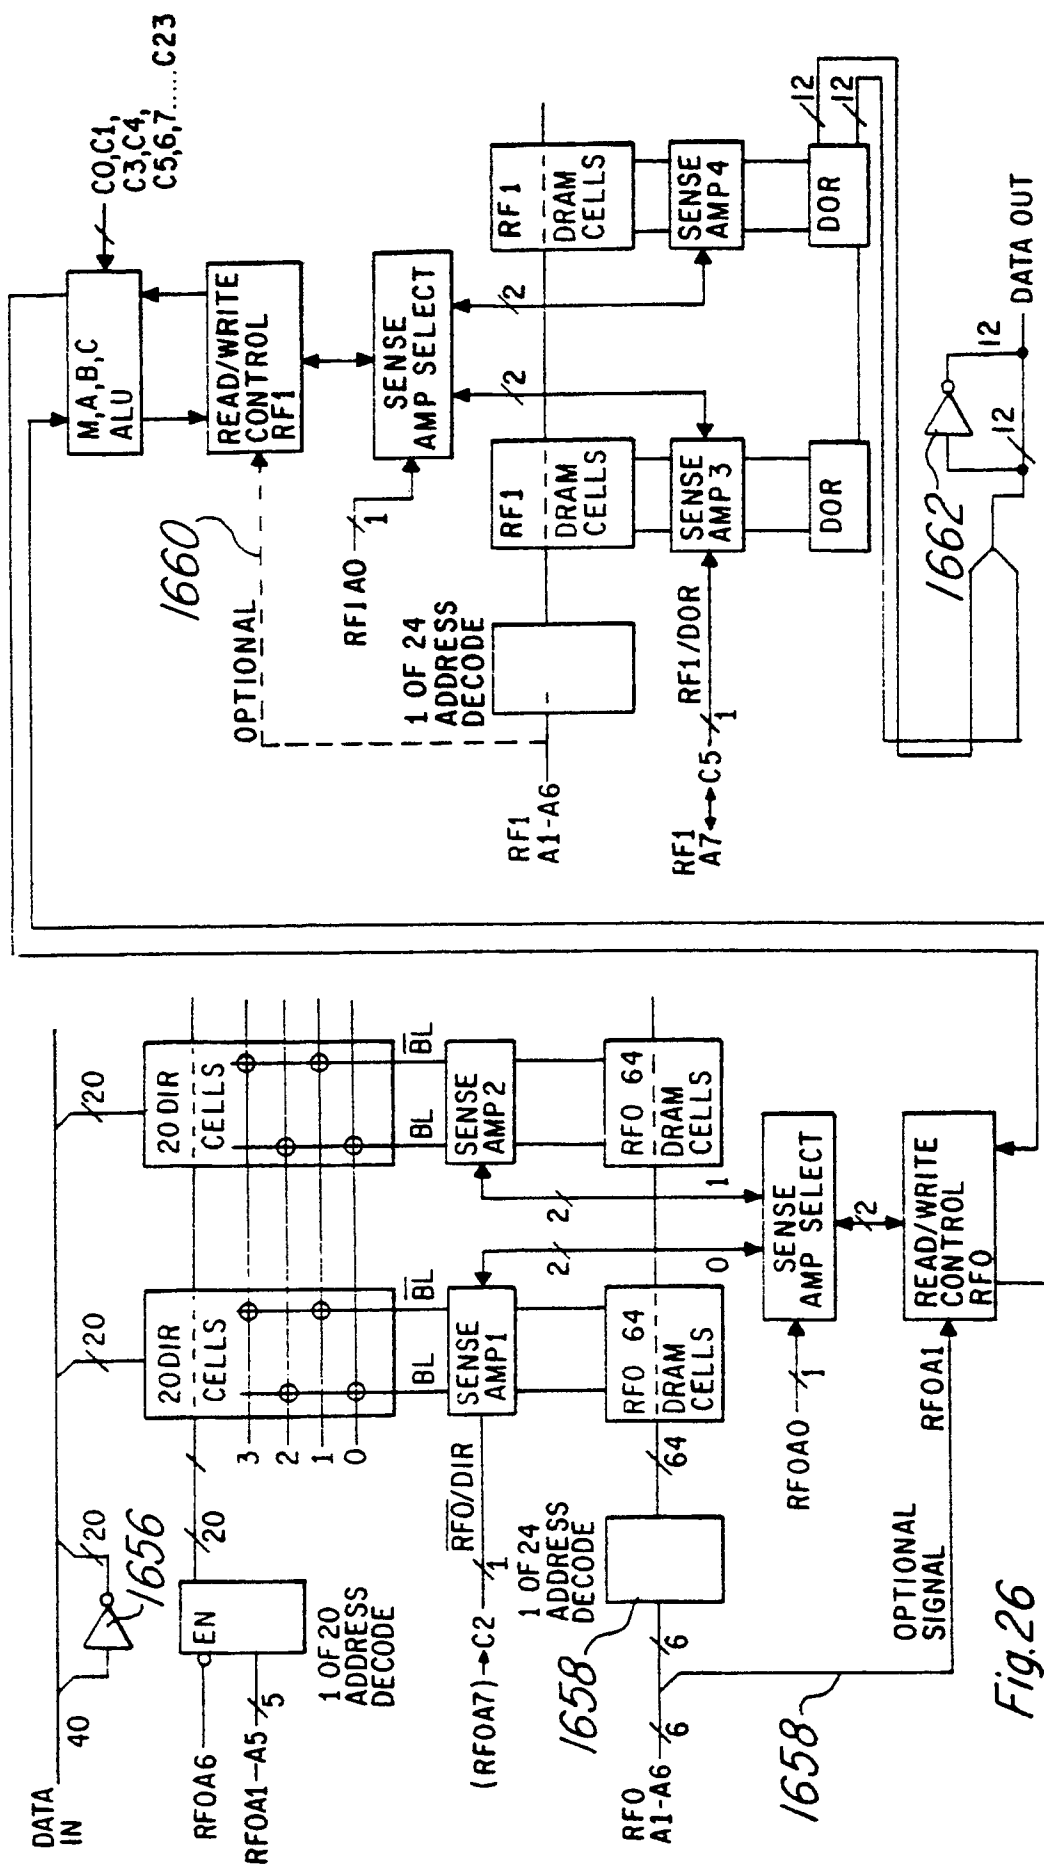 DATA
IN
40
20
1656
20
20
RF0A6
EN
20
RF0A1-A5
5
1 OF 20
ADDRESS
DECODE
20 DIR
CELLS
20 DIR
CELLS
3
2
1
0
BL
BL
BL
BL
(RF0A7)
C2
RF0/DIR
1
SENSE
AMP1
SENSE
AMP2
1 OF 24
ADDRESS
DECODE
1658
RF0
A1-A6
6
6
64
RF0 64
DRAM
CELLS
RF0 64
DRAM
CELLS
2
2
0
1
RF0A0
1
SENSE
AMP SELECT
2
1658
OPTIONAL
SIGNAL
RF0A1
READ/WRITE
CONTROL
RF0
M,A,B,C
ALU
C0,C1,
C3,C4,
C5,6,7.....C23
READ/WRITE
CONTROL
RF1
OPTIONAL
1660
RF1A0
1
SENSE
AMP SELECT
2
2
1 OF 24
ADDRESS
DECODE
RF1
A1-A6
RF1
DRAM
CELLS
RF1
DRAM
CELLS
RF1
A7
C5
1
RF1/DOR
SENSE
AMP3
SENSE
AMP4
DOR
DOR
12
12
1662
12
12
DATA OUT
Fig.26